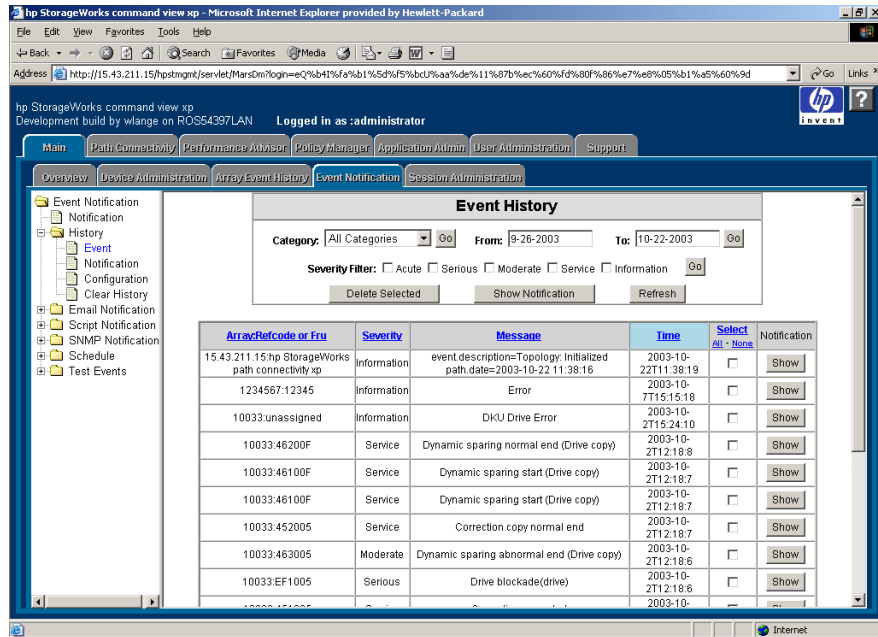 hp StorageWorks command view xp - Microsoft Internet Explorer provided by Hewlett-Packard
File Edit View Favorites Tools Help
Back Search Favorites Media
Address http://15.43.211.15/hpstmgmt/servlet/MarsDm?login=eQ%b4I%fa%b1%5d%f5%bcU%aa%de%11%87b%ec%60%fd%80f%86%e7%e8%05%b1%a5%60%9d Go Links »
hp StorageWorks command view xp
Development build by wlange on ROS54397LAN Logged in as :administrator
hp
invent
?
Main Path Connectivity Performance Advisor Policy Manager Application Admin User Administration Support
Overview Device Administration Array Event History Event Notification Session Administration
Event Notification
Notification
History
Event
Notification
Configuration
Clear History
Email Notification
Script Notification
SNMP Notification
Schedule
Test Events
Event History
Category: All Categories Go From: 9-26-2003 To: 10-22-2003 Go
Severity Filter: Acute Serious Moderate Service Information Go
Delete Selected Show Notification Refresh
Array:Refcode or Fru Severity Message Time Select All - None Notification
15.43.211.15:hp StorageWorks path connectivity xp Information event.description=Topology: Initialized path.date=2003-10-22 11:38:16 2003-10-22T11:38:19 Show
1234567:12345 Information Error 2003-10-7T15:15:18 Show
10033:unassigned Information DKU Drive Error 2003-10-2T15:24:10 Show
10033:46200F Service Dynamic sparing normal end (Drive copy) 2003-10-2T12:18:8 Show
10033:46100F Service Dynamic sparing start (Drive copy) 2003-10-2T12:18:7 Show
10033:46100F Service Dynamic sparing start (Drive copy) 2003-10-2T12:18:7 Show
10033:452005 Service Correction copy normal end 2003-10-2T12:18:7 Show
10033:463005 Moderate Dynamic sparing abnormal end (Drive copy) 2003-10-2T12:18:6 Show
10033:EF1005 Serious Drive blockade(drive) 2003-10-2T12:18:6 Show
2003-10-
Internet